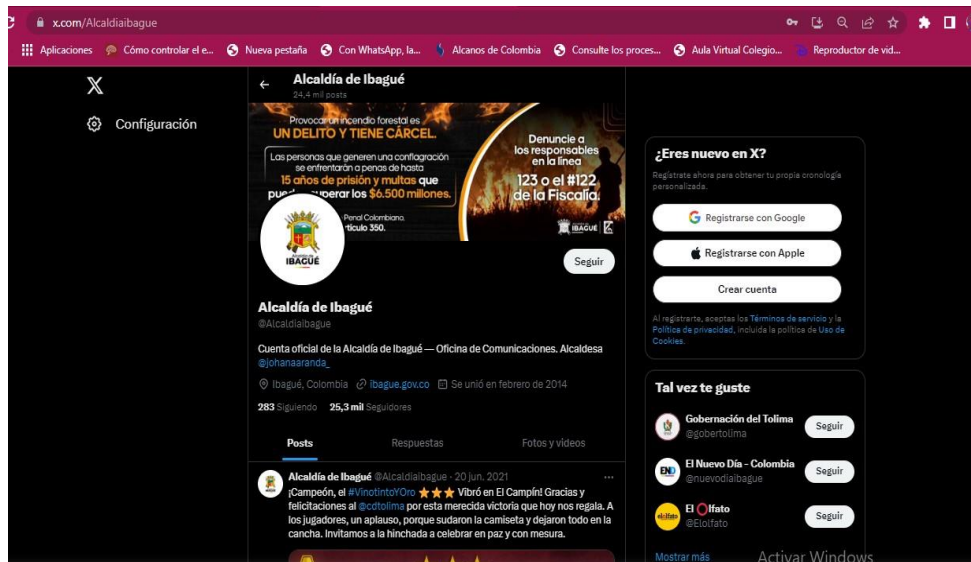 x.com/Alcaldiaibague
Aplicaciones
Cómo controlar el e...
Nueva pestaña
Con WhatsApp, la...
Alcanos de Colombia
Consulte los proces...
Aula Virtual Colegio...
Reproductor de vid...
Configuración
Alcaldía de Ibagué
24,4 mil posts
Provocar un incendio forestal es
UN DELITO Y TIENE CÁRCEL.
Las personas que generen una conflagración
se enfrentarán a penas de hasta
15 años de prisión y multas que
superar los $6.500 millones.
Penal Colombiano.
artículo 350.
Denuncie a
los responsables
en la línea
123 o el #122
de la Fiscalía.
IBAGUÉ
Alcaldía de
IBAGUÉ
Seguir
Alcaldía de Ibagué
@Alcaldiaibague
Cuenta oficial de la Alcaldía de Ibagué — Oficina de Comunicaciones. Alcaldesa
@johanaaranda_
Ibagué, Colombia ibague.gov.co Se unió en febrero de 2014
283 Siguiendo 25,3 mil Seguidores
Posts Respuestas Fotos y videos
Alcaldía de Ibagué @Alcaldiaibague · 20 jun. 2021 ...
¡Campeón, el #VinotintoYOro ⭐⭐⭐ Vibró en El Campín! Gracias y
felicitaciones al @cdtolima por esta merecida victoria que hoy nos regala. A
los jugadores, un aplauso, porque sudaron la camiseta y dejaron todo en la
cancha. Invitamos a la hinchada a celebrar en paz y con mesura.
¿Eres nuevo en X?
Regístrate ahora para obtener tu propia cronología
personalizada.
Registrarse con Google
Registrarse con Apple
Crear cuenta
Al registrarte, aceptas los Términos de servicio y la
Política de privacidad, incluida la política de Uso de
Cookies.
Tal vez te guste
Gobernación del Tolima
@gobertolima
Seguir
END
El Nuevo Día - Colombia
@nuevodiaibague
Seguir
elolfato
El ⭕lfato
@Elolfato
Seguir
Mostrar más
Activar Windows